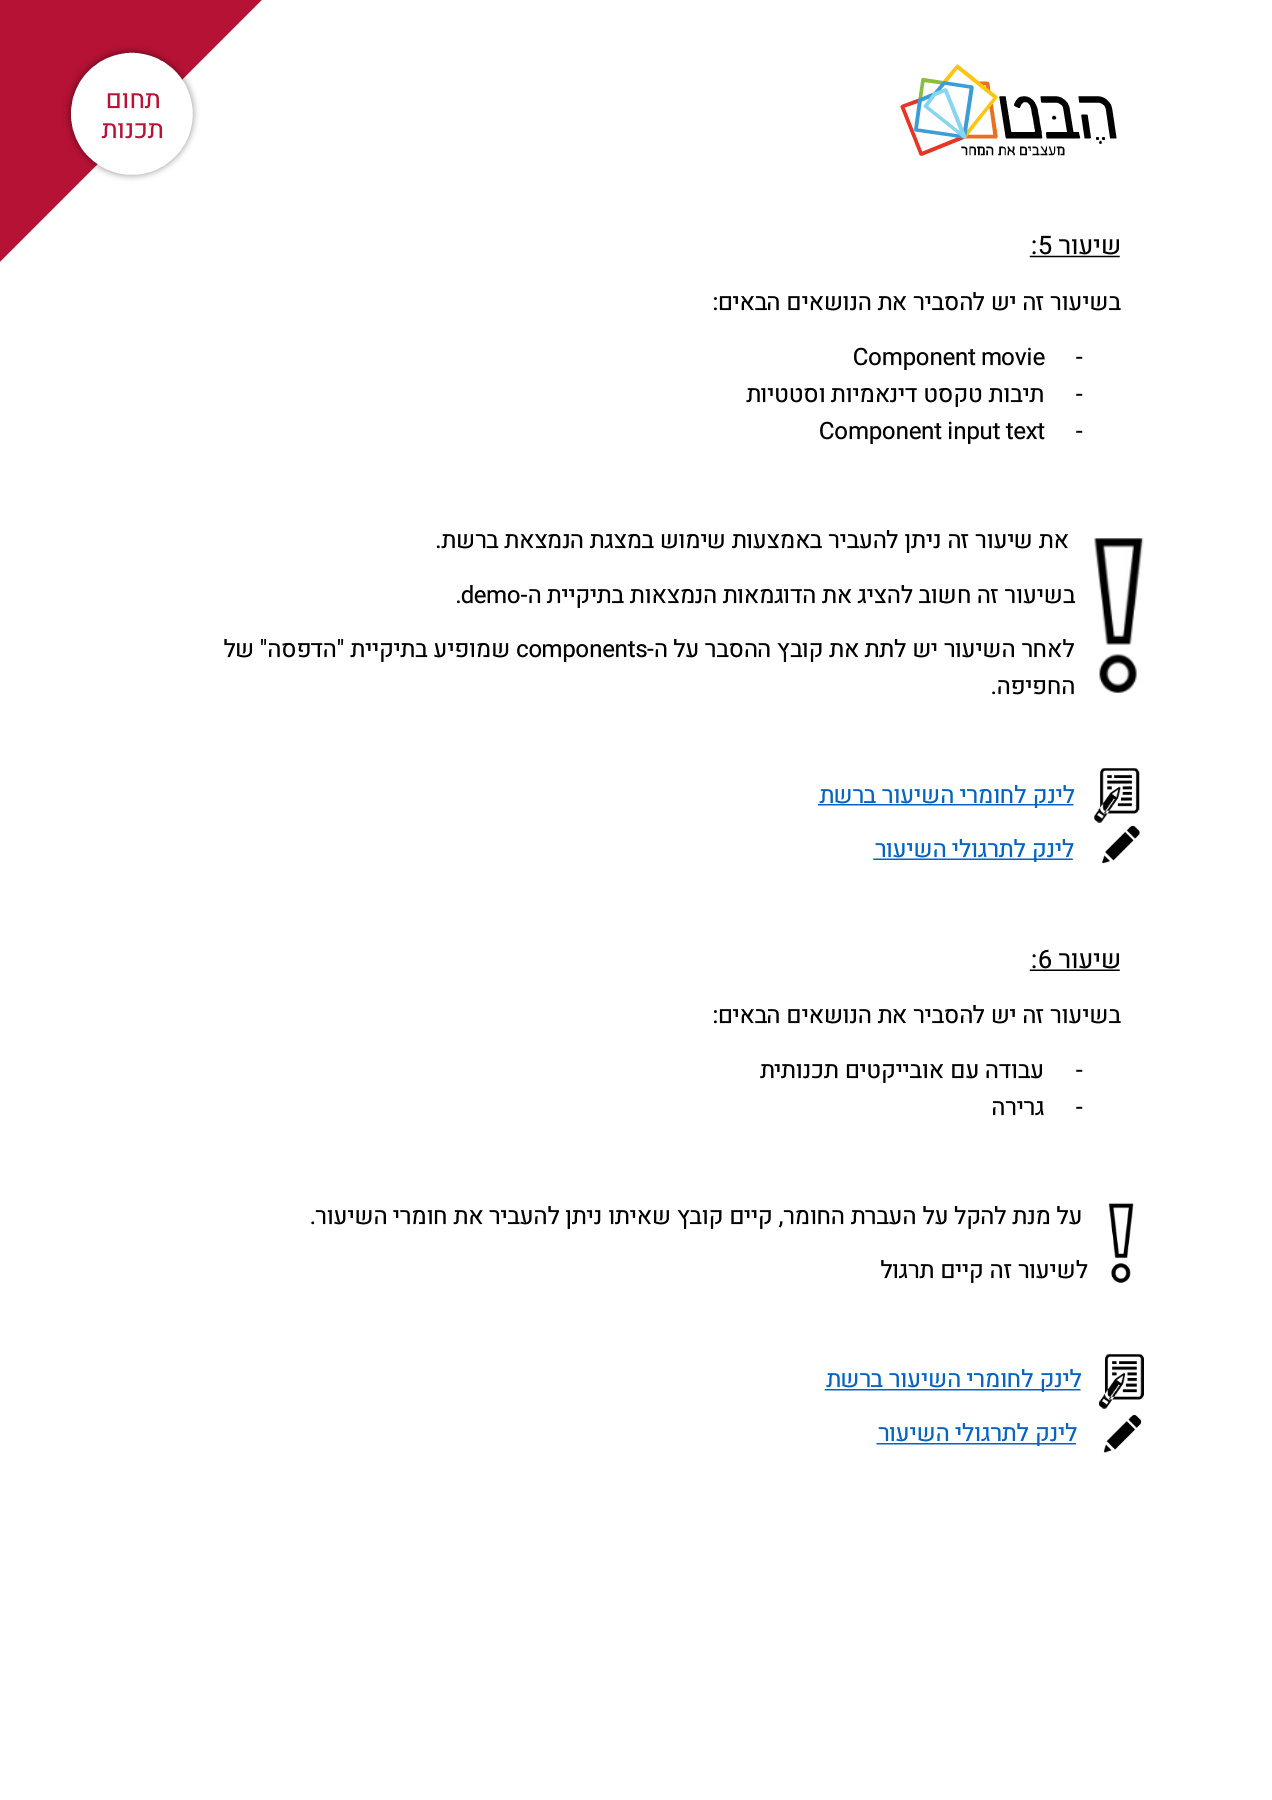 תחום
תכנות
הֶבּט
מעצבים את המחר
שיעור 5:
בשיעור זה יש להסביר את הנושאים הבאים:
- Component movie
- תיבות טקסט דינאמיות וסטטיות
- Component input text
את שיעור זה ניתן להעביר באמצעות שימוש במצגת הנמצאת ברשת.
בשיעור זה חשוב להציג את הדוגמאות הנמצאות בתיקיית ה-demo.
לאחר השיעור יש לתת את קובץ ההסבר על ה-components שמופיע בתיקיית "הדפסה" של
החפיפה.
לינק לחומרי השיעור ברשת
לינק לתרגולי השיעור
שיעור 6:
בשיעור זה יש להסביר את הנושאים הבאים:
- עבודה עם אובייקטים תכנותית
- גרירה
על מנת להקל על העברת החומר, קיים קובץ שאיתו ניתן להעביר את חומרי השיעור.
לשיעור זה קיים תרגול
לינק לחומרי השיעור ברשת
לינק לתרגולי השיעור